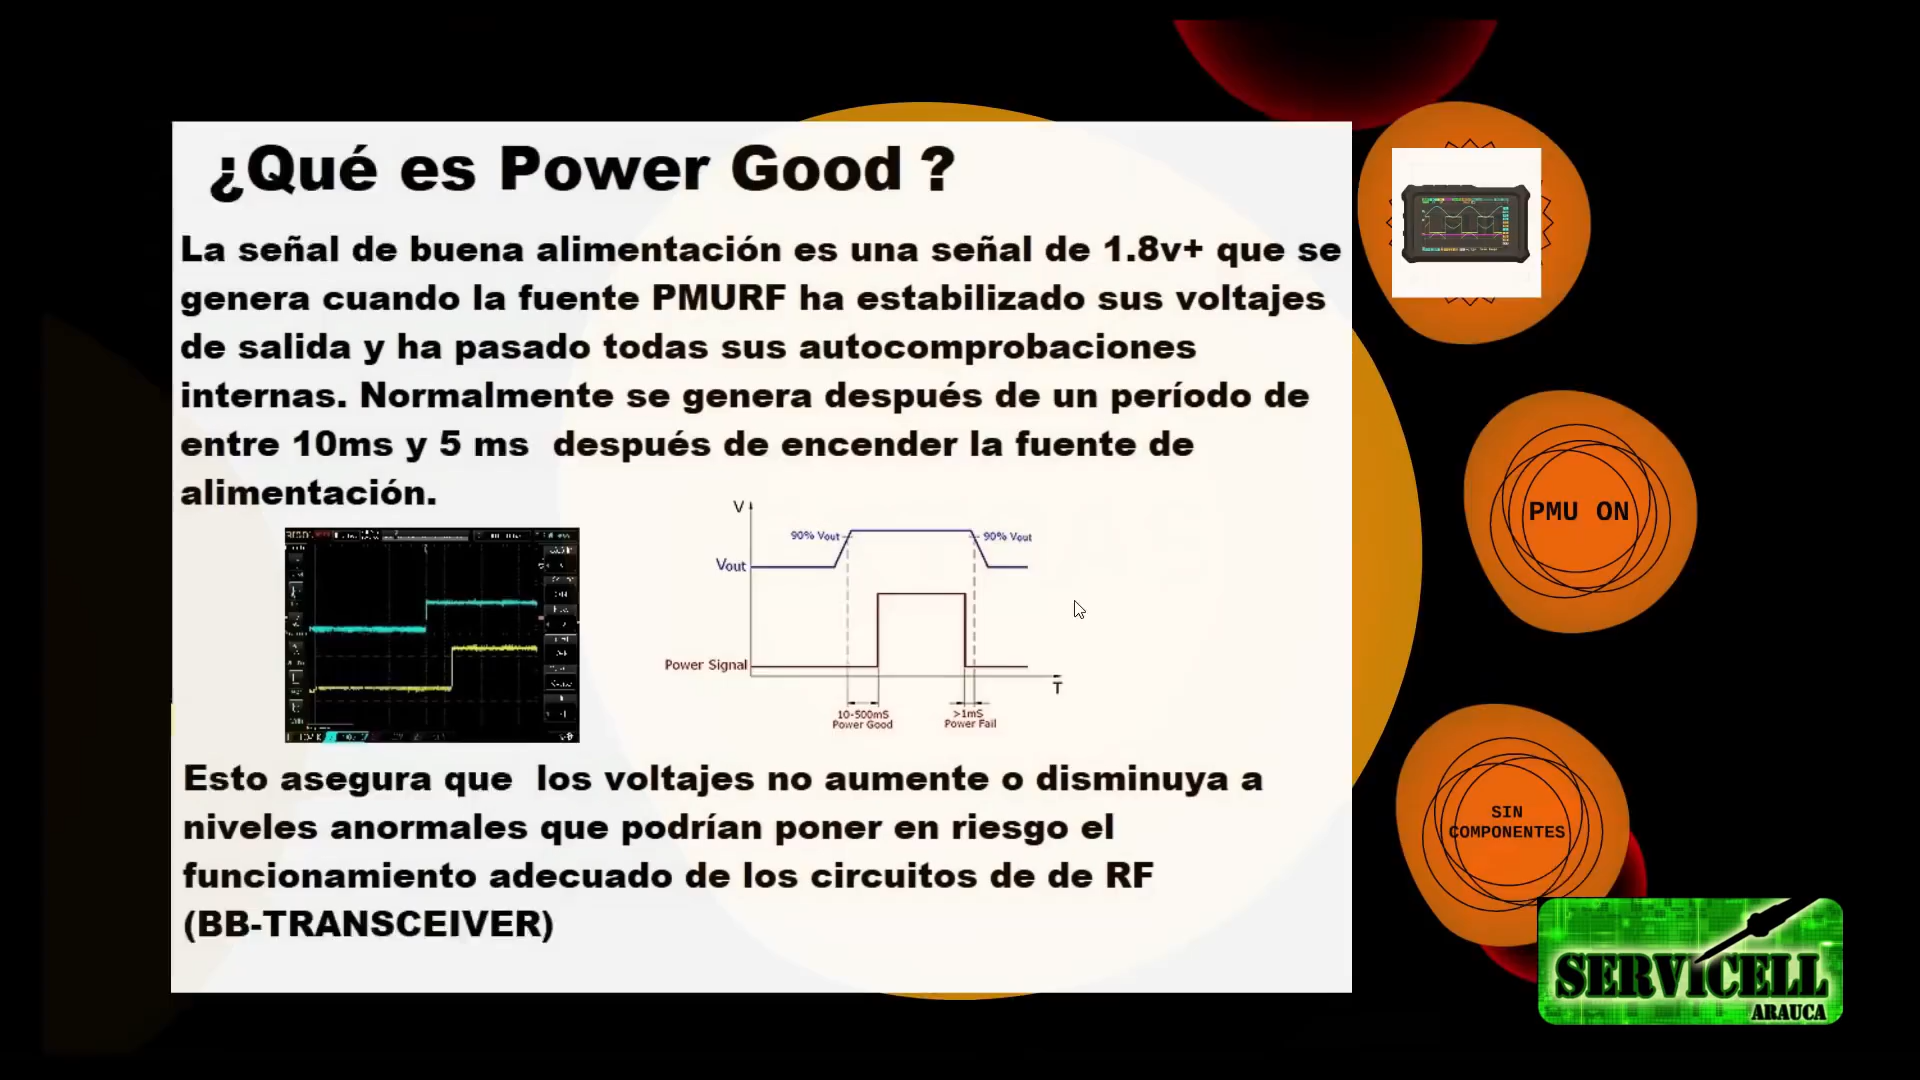 ¿Qué es Power Good ?
La señal de buena alimentación es una señal de 1.8v+ que se
genera cuando la fuente PMURF ha estabilizado sus voltajes
de salida y ha pasado todas sus autocomprobaciones
internas. Normalmente se genera después de un período de
entre 10ms y 5 ms  después de encender la fuente de
alimentación.
V
90% Vout
90% Vout
Vout
Power Signal
T
10-500mS
Power Good
>1mS
Power Fail
Esto asegura que  los voltajes no aumente o disminuya a
niveles anormales que podrían poner en riesgo el
funcionamiento adecuado de los circuitos de de RF
(BB-TRANSCEIVER)
PMU ON
SIN
COMPONENTES
SERVICELL
ARAUCA